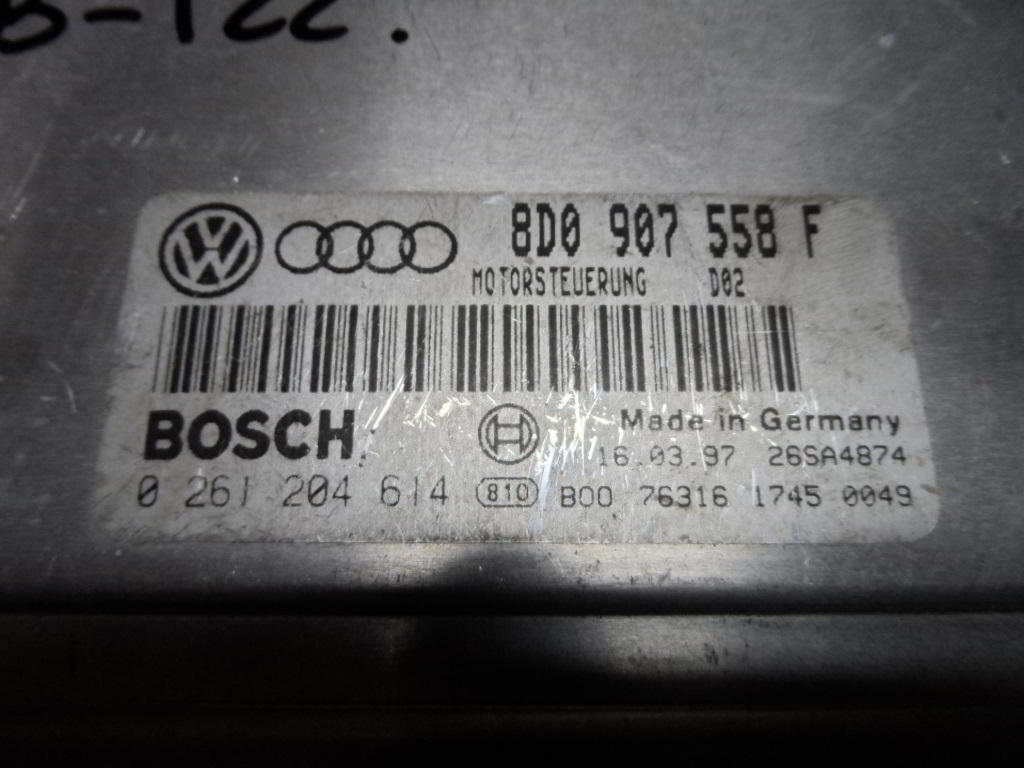 B-122.
8D0 907 558 F
MOTORSTEUERUNG D02
BOSCH
Made in Germany
16.03.97 26SA4874
0 261 204 614 810 B00 76316 1745 0049